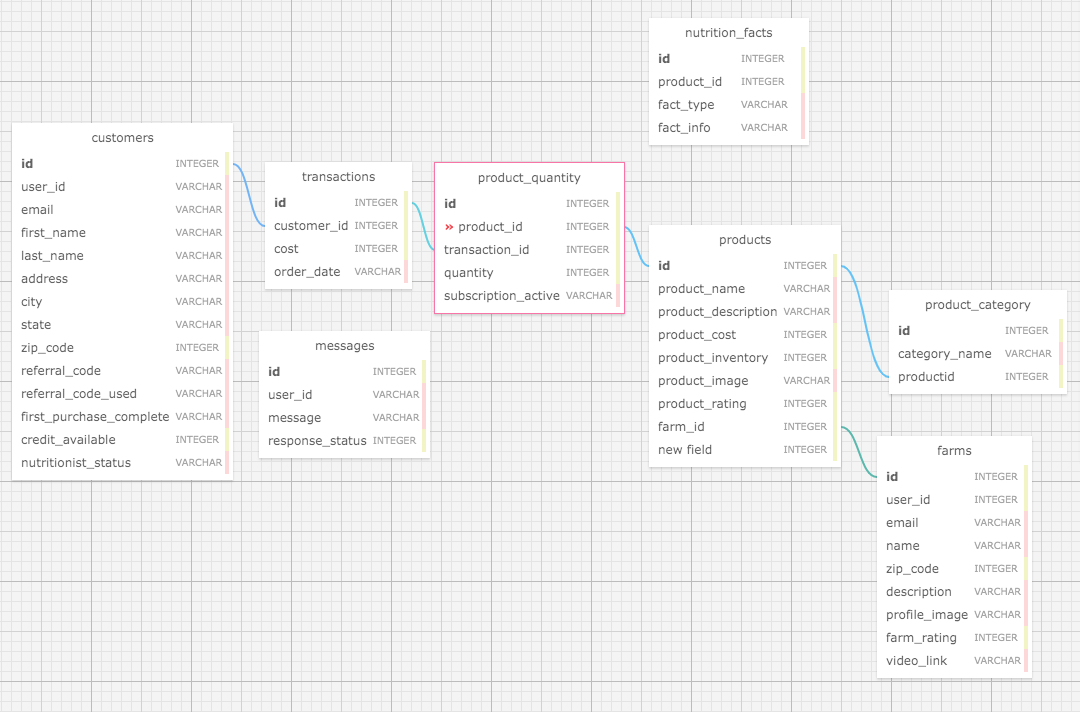 nutrition_facts
id INTEGER
product_id INTEGER
fact_type VARCHAR
fact_info VARCHAR
customers
id INTEGER
user_id VARCHAR
email VARCHAR
first_name VARCHAR
last_name VARCHAR
address VARCHAR
city VARCHAR
state VARCHAR
zip_code INTEGER
referral_code VARCHAR
referral_code_used VARCHAR
first_purchase_complete VARCHAR
credit_available INTEGER
nutritionist_status VARCHAR
transactions
id INTEGER
customer_id INTEGER
cost INTEGER
order_date VARCHAR
product_quantity
id INTEGER
» product_id INTEGER
transaction_id INTEGER
quantity INTEGER
subscription_active VARCHAR
messages
id INTEGER
user_id VARCHAR
message VARCHAR
response_status INTEGER
products
id INTEGER
product_name VARCHAR
product_description VARCHAR
product_cost INTEGER
product_inventory INTEGER
product_image VARCHAR
product_rating INTEGER
farm_id INTEGER
new field INTEGER
product_category
id INTEGER
category_name VARCHAR
productid INTEGER
farms
id INTEGER
user_id INTEGER
email VARCHAR
name VARCHAR
zip_code INTEGER
description VARCHAR
profile_image VARCHAR
farm_rating INTEGER
video_link VARCHAR